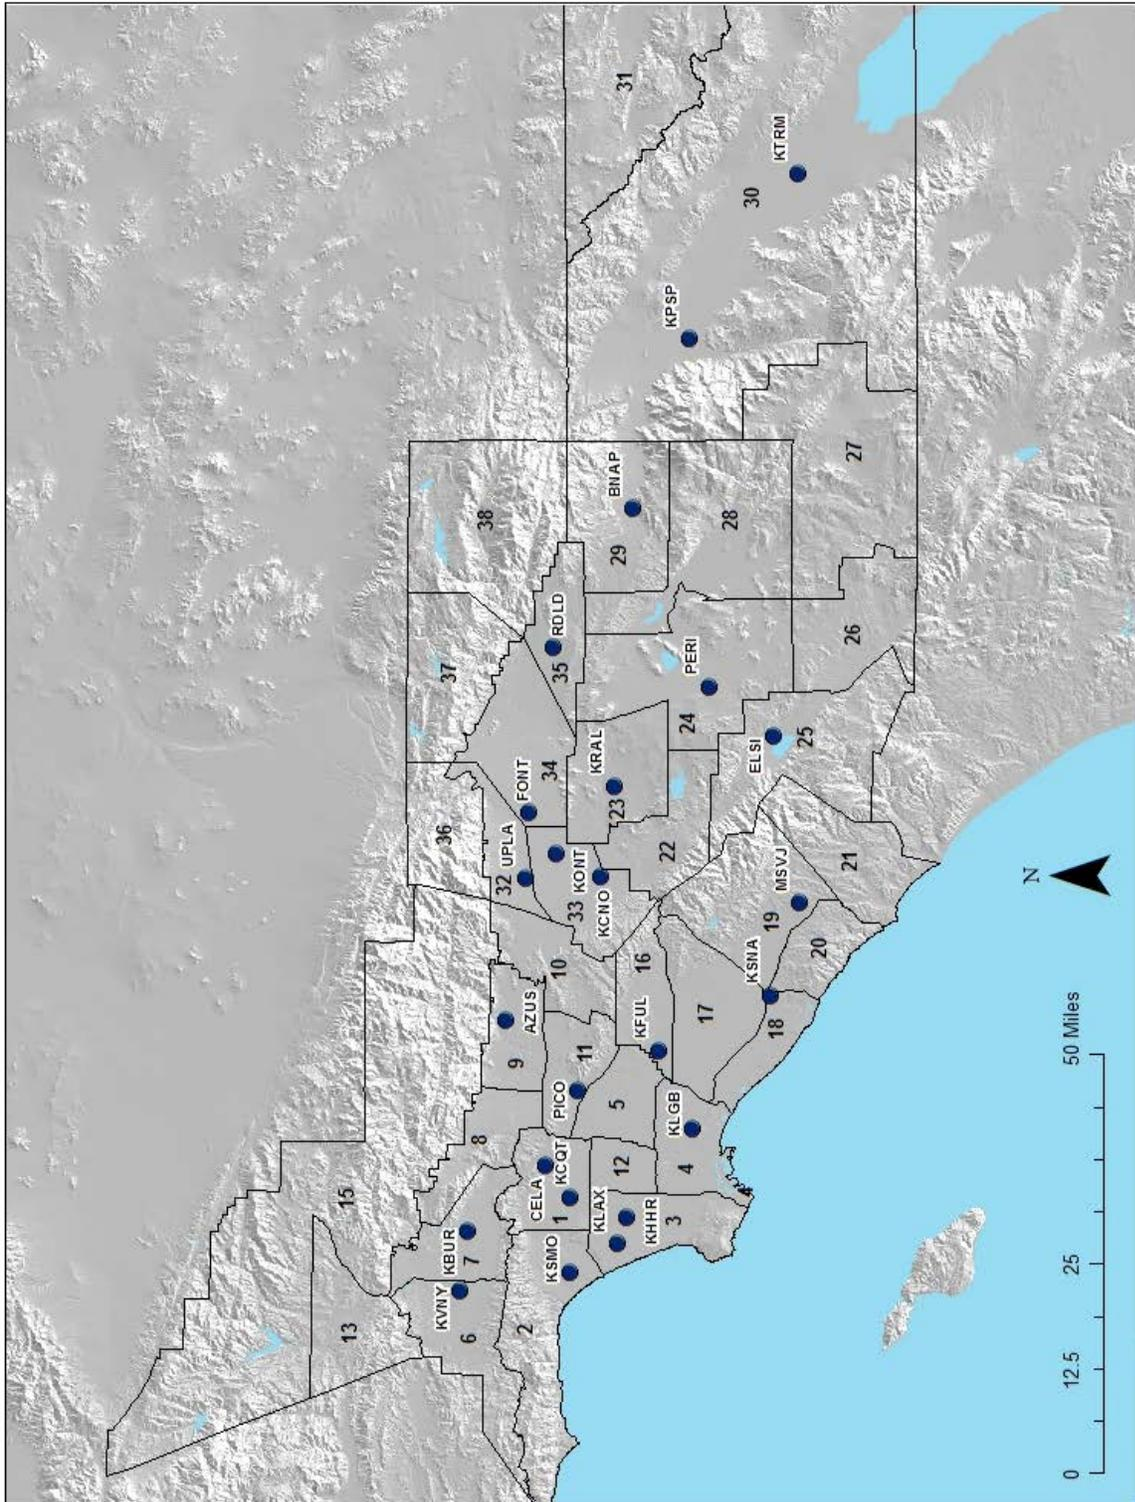 31
30
KTRM
KPSP
27
BNAP
29
28
38
37
RDLD
35
26
PERI
24
25
ELSI
36
FONT
34
KRAL
23
22
UPLA
32
KONT
33
KCNO
21
MSVJ
19
20
10
16
KSNA
17
18
AZUS
9
KFUL
11
PICO
5
8
KLGB
4
12
CELA
KCQT
1
KLAX
KHHR
3
15
KBUR
7
KSMO
13
KVNY
6
2
4
N
0
12.5
25
50 Miles